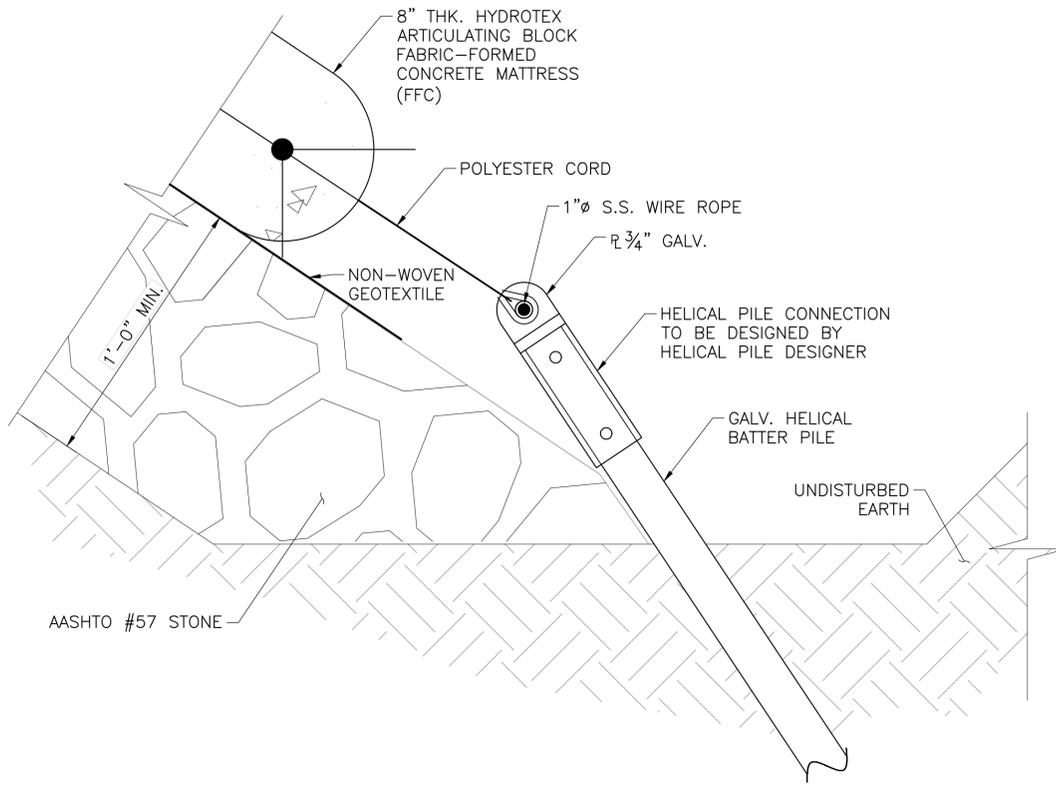 8” THK. HYDROTEX
ARTICULATING BLOCK
FABRIC-FORMED
CONCRETE MATTRESS
(FFC)
POLYESTER CORD
1”ø S.S. WIRE ROPE
℄ ¾” GALV.
NON-WOVEN
GEOTEXTILE
1'-0” MIN.
HELICAL PILE CONNECTION
TO BE DESIGNED BY
HELICAL PILE DESIGNER
GALV. HELICAL
BATTER PILE
UNDISTURBED
EARTH
AASHTO #57 STONE